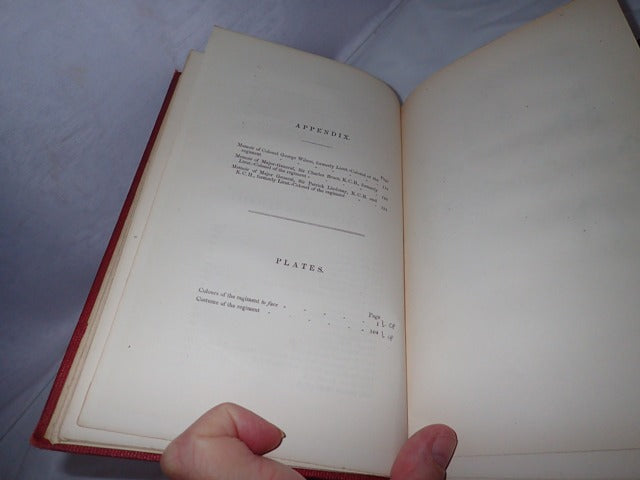 APPENDIX.
Page
Memoir of Colonel George Wilson, formerly Lieut.-Colonel of the
regiment
Memoir of Major-General, Sir Charles Bruce, K.C.H., formerly
Lieut.-Colonel of the regiment
Memoir of Major General, Sir Patrick Lindesay, K.C.B. and
K.C.H., formerly Lieut.-Colonel of the regiment
PLATES.
Page
Colours of the regiment to face 1
Costume of the regiment